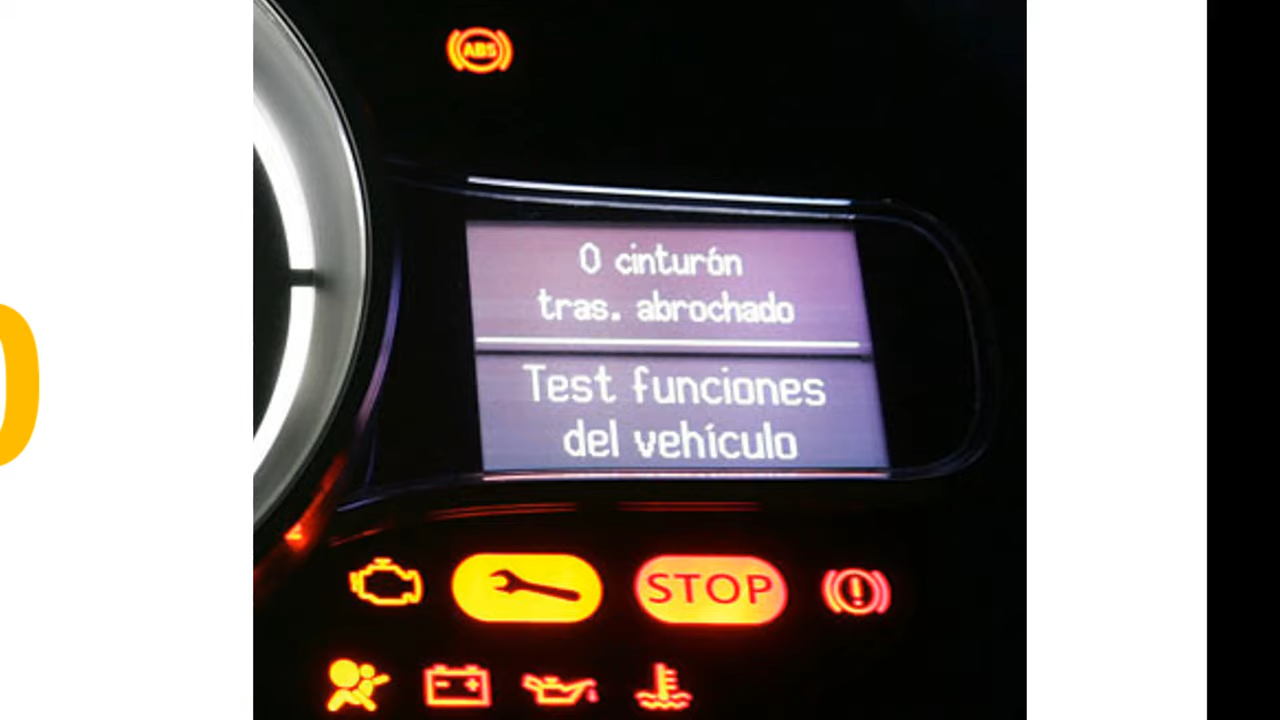 ABS
0 cinturón
tras. abrochado
Test funciones
del vehículo
STOP